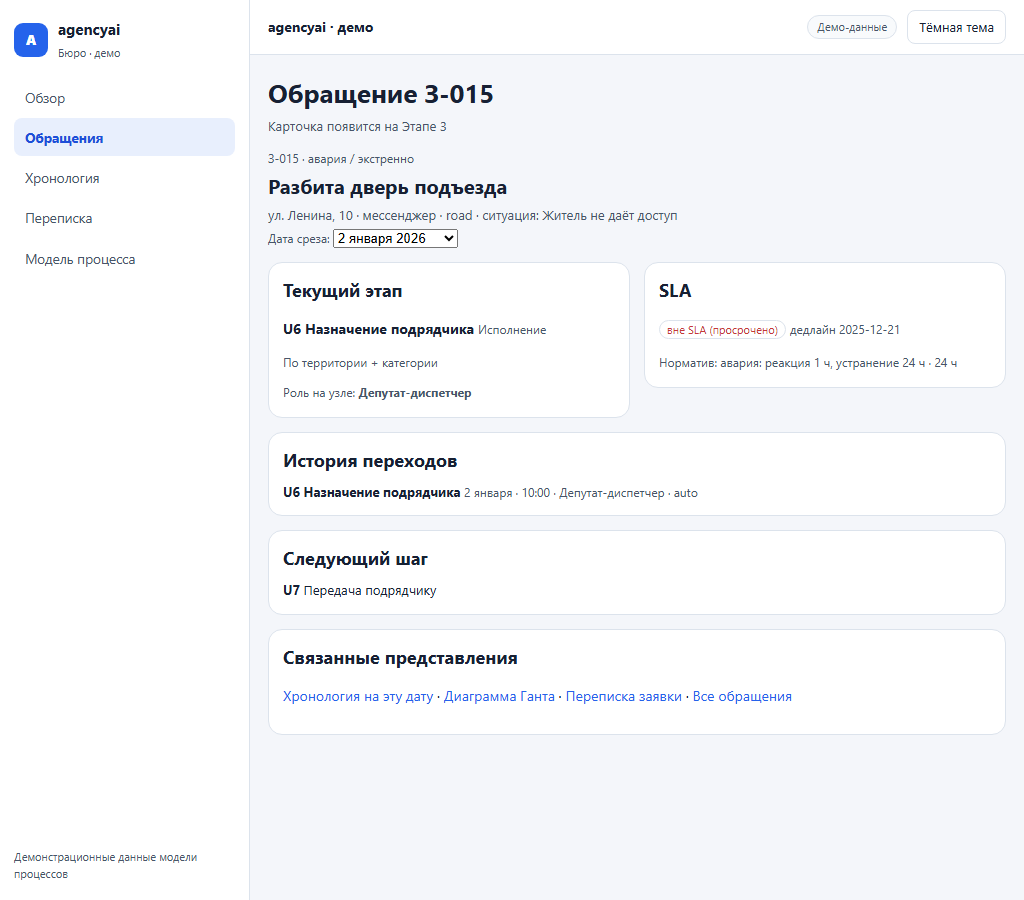 A
agencyai
Бюро · демо
Обзор
Обращения
Хронология
Переписка
Модель процесса
Демонстрационные данные модели
процессов
agencyai · демо
Демо-данные
Тёмная тема
Обращение 3-015
Карточка появится на Этапе 3
3-015 · авария / экстренно
Разбита дверь подъезда
ул. Ленина, 10 · мессенджер · road · ситуация: Житель не даёт доступ
Дата среза: 2 января 2026
Текущий этап
U6 Назначение подрядчика Исполнение
По территории + категории
Роль на узле: Депутат-диспетчер
SLA
вне SLA (просрочено) дедлайн 2025-12-21
Норматив: авария: реакция 1 ч, устранение 24 ч · 24 ч
История переходов
U6 Назначение подрядчика 2 января · 10:00 · Депутат-диспетчер · auto
Следующий шаг
U7 Передача подрядчику
Связанные представления
Хронология на эту дату · Диаграмма Ганта · Переписка заявки · Все обращения